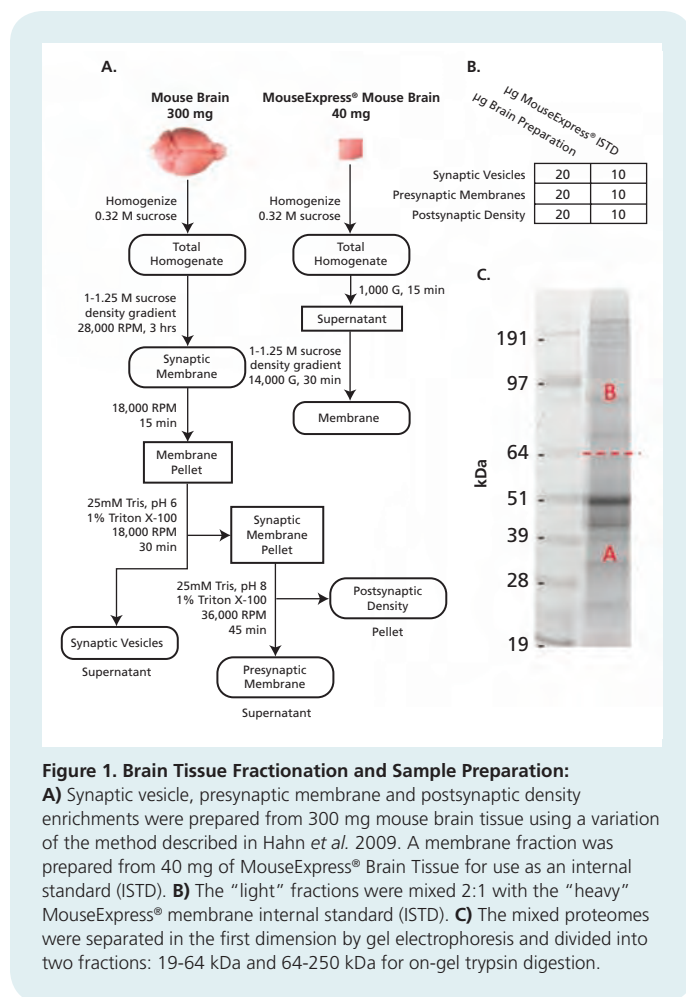 A.
Mouse Brain
300 mg
MouseExpress® Mouse Brain
40 mg
Homogenize
0.32 M sucrose
Homogenize
0.32 M sucrose
Total
Homogenate
Total
Homogenate
1,000 G, 15 min
1-1.25 M sucrose
density gradient
28,000 RPM, 3 hrs
Supernatant
Synaptic
Membrane
1-1.25 M sucrose
density gradient
14,000 G, 30 min
Membrane
18,000 RPM
15 min
Membrane
Pellet
25mM Tris, pH 6
1% Triton X-100
18,000 RPM
30 min
Synaptic
Membrane
Pellet
25mM Tris, pH 8
1% Triton X-100
36,000 RPM
45 min
Postsynaptic
Density
Pellet
Synaptic Vesicles
Supernatant
Presynaptic
Membrane
Supernatant
B.
µg Brain Preparation
µg MouseExpress® ISTD
Synaptic Vesicles 20 10
Presynaptic Membranes 20 10
Postsynaptic Density 20 10
C.
kDa
191
97
64
51
39
28
19
B
A
Figure 1. Brain Tissue Fractionation and Sample Preparation:
A) Synaptic vesicle, presynaptic membrane and postsynaptic density
enrichments were prepared from 300 mg mouse brain tissue using a variation
of the method described in Hahn et al. 2009. A membrane fraction was
prepared from 40 mg of MouseExpress® Brain Tissue for use as an internal
standard (ISTD). B) The “light” fractions were mixed 2:1 with the “heavy”
MouseExpress® membrane internal standard (ISTD). C) The mixed proteomes
were separated in the first dimension by gel electrophoresis and divided into
two fractions: 19-64 kDa and 64-250 kDa for on-gel trypsin digestion.